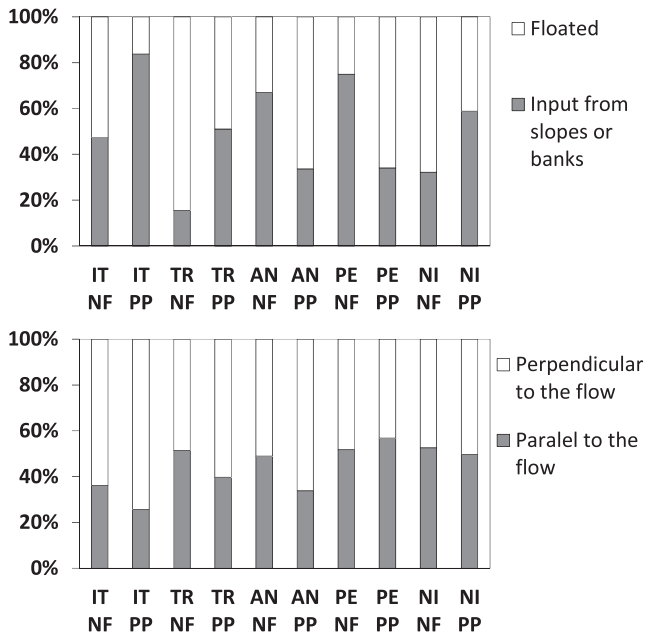 100%
80%
60%
40%
20%
0%
IT IT TR TR AN AN PE PE NI NI
NF PP NF PP NF PP NF PP NF PP
Floated
Input from
slopes or
banks
100%
80%
60%
40%
20%
0%
IT IT TR TR AN AN PE PE NI NI
NF PP NF PP NF PP NF PP NF PP
Perpendicular
to the flow
Paralel to the
flow